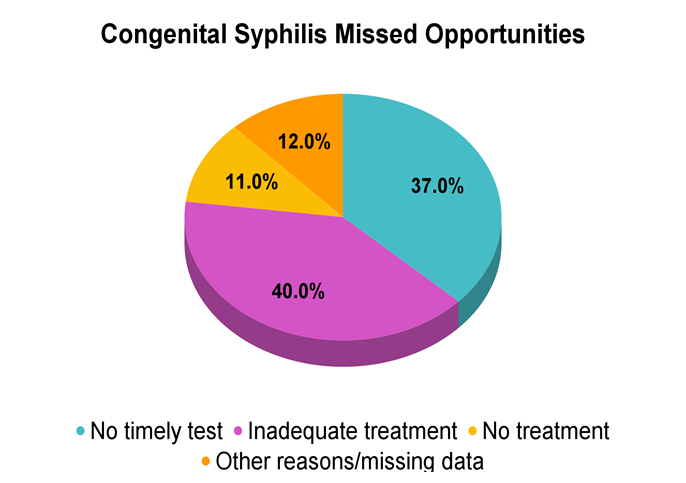 Congenital Syphilis Missed Opportunities
12.0%
37.0%
11.0%
40.0%
No timely test Inadequate treatment No treatment
Other reasons/missing data